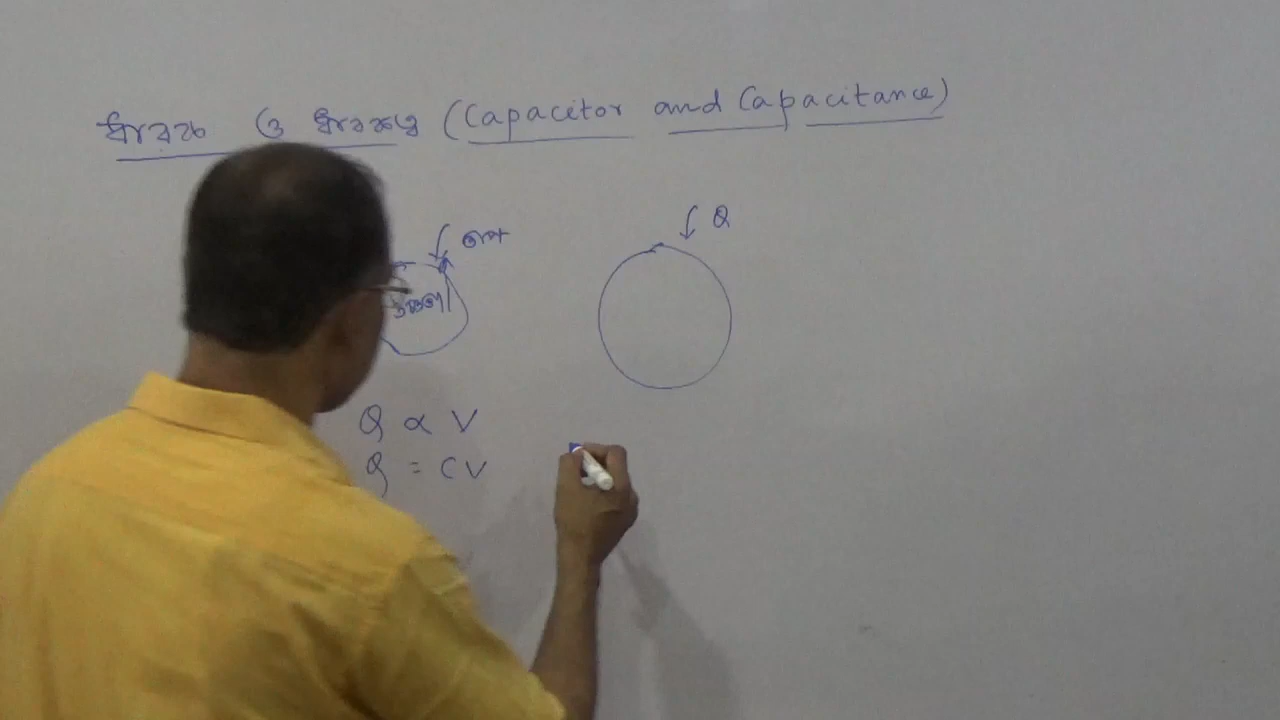 ধারক ও ধারকত্ব (Capacitor and Capacitance)
তাপ
Q
Q ∝ V
Q = CV